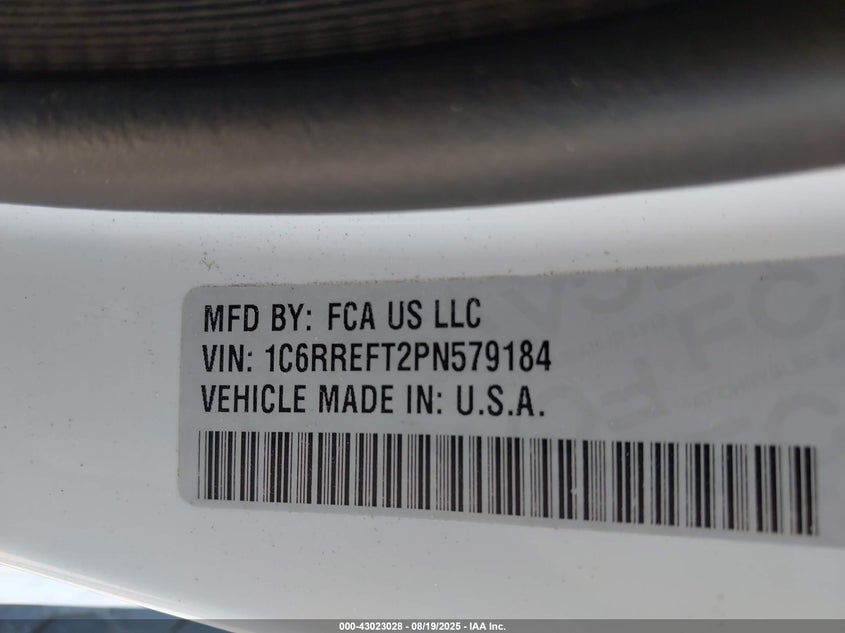 MFD BY: FCA US LLC
VIN: 1C6RREFT2PN579184
VEHICLE MADE IN: U.S.A.
000-43023028 - 08/19/2025 - IAA Inc.